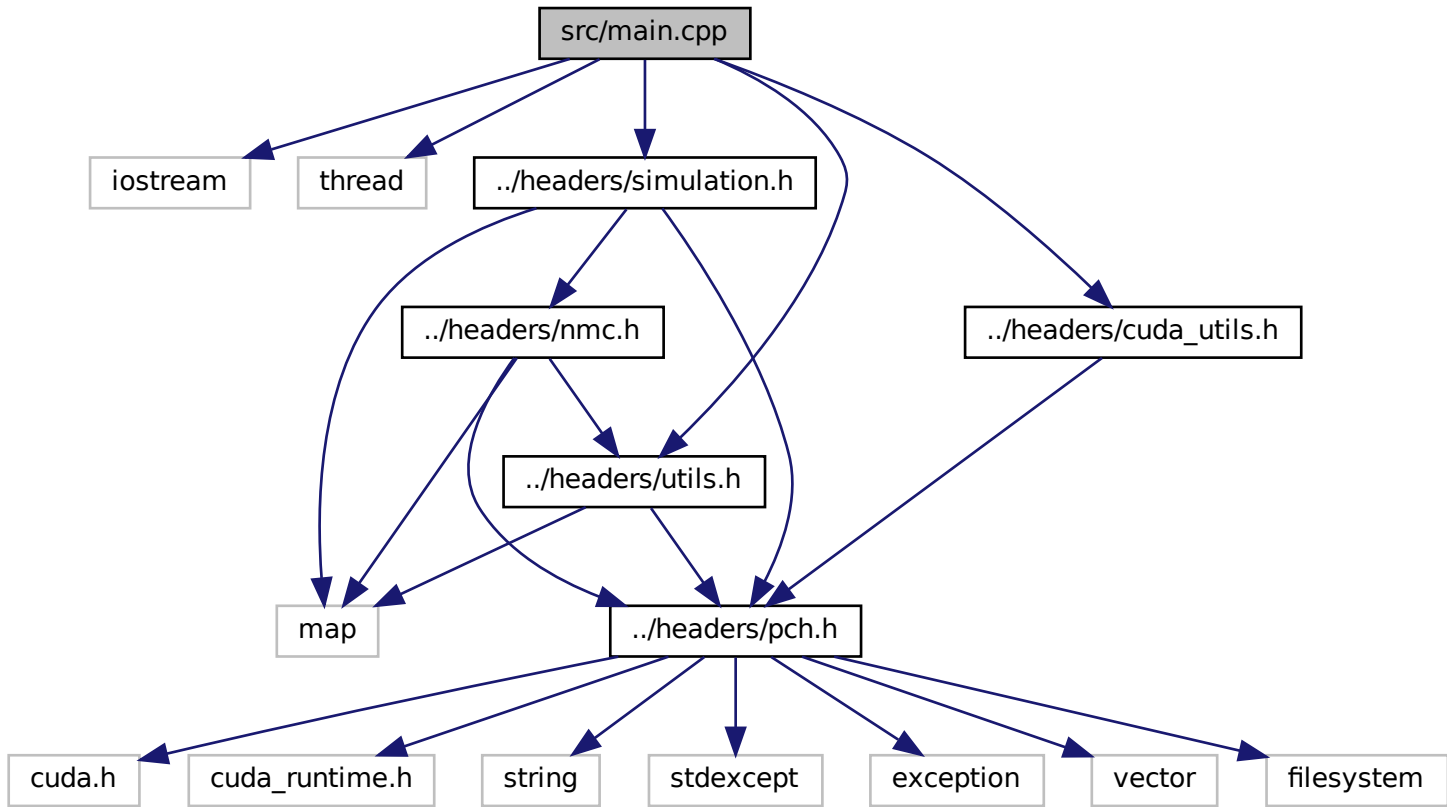 src/main.cpp
iostream
thread
../headers/simulation.h
../headers/nmc.h
../headers/cuda_utils.h
../headers/utils.h
map
../headers/pch.h
cuda.h
cuda_runtime.h
string
stdexcept
exception
vector
filesystem